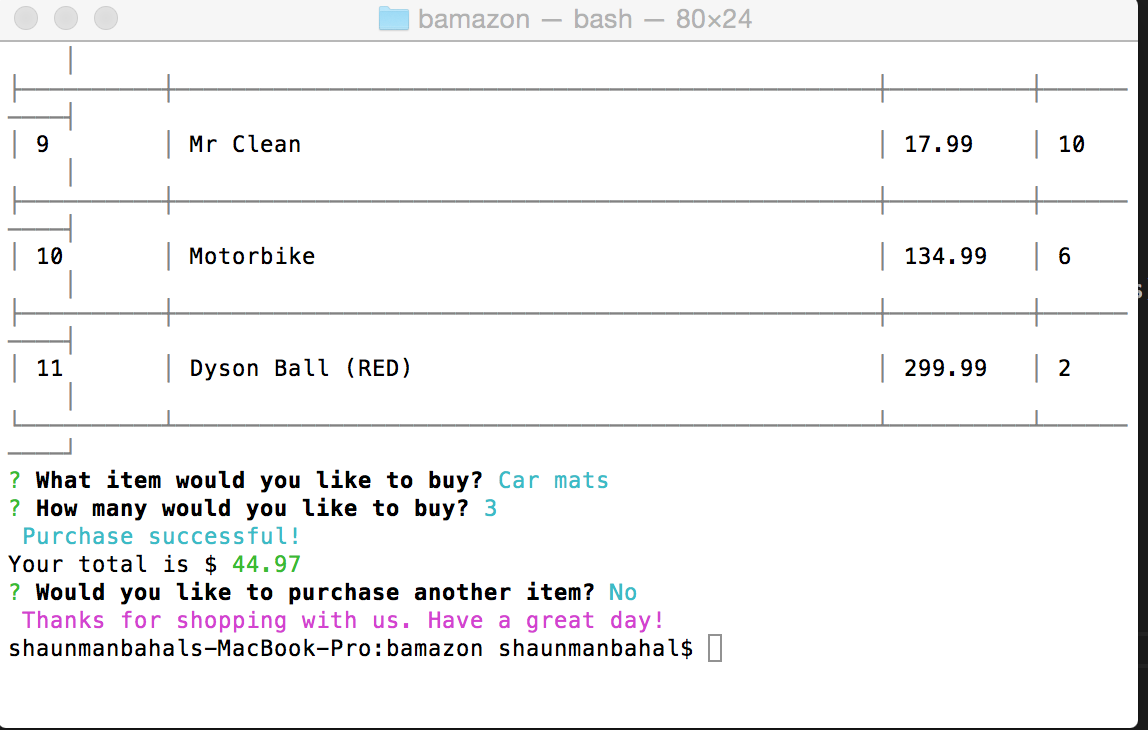 bamazon — bash — 80×24
9 Mr Clean 17.99 10
10 Motorbike 134.99 6
11 Dyson Ball (RED) 299.99 2
? What item would you like to buy? Car mats
? How many would you like to buy? 3
Purchase successful!
Your total is $ 44.97
? Would you like to purchase another item? No
Thanks for shopping with us. Have a great day!
shaunmanbahals-MacBook-Pro:bamazon shaunmanbahal$